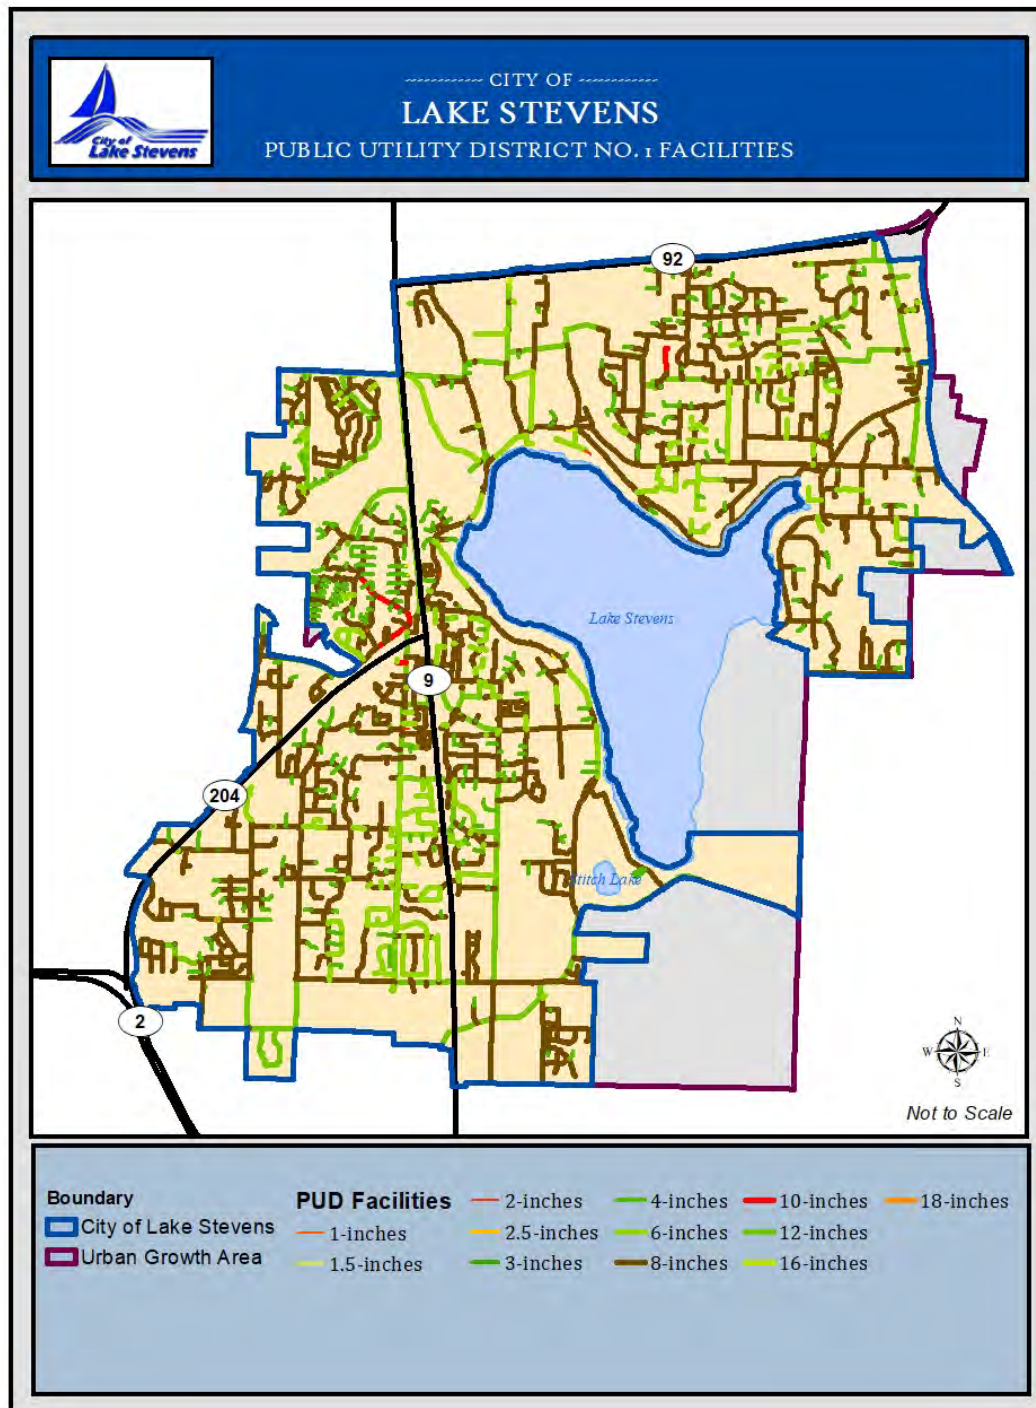 City of
Lake Stevens
------------ CITY OF ------------
LAKE STEVENS
PUBLIC UTILITY DISTRICT NO. 1 FACILITIES
92
Lake Stevens
9
204
Stitch Lake
2
N
W E
S
Not to Scale
Boundary
City of Lake Stevens
Urban Growth Area
PUD Facilities
1-inches
1.5-inches
2-inches
2.5-inches
3-inches
4-inches
6-inches
8-inches
10-inches
12-inches
16-inches
18-inches